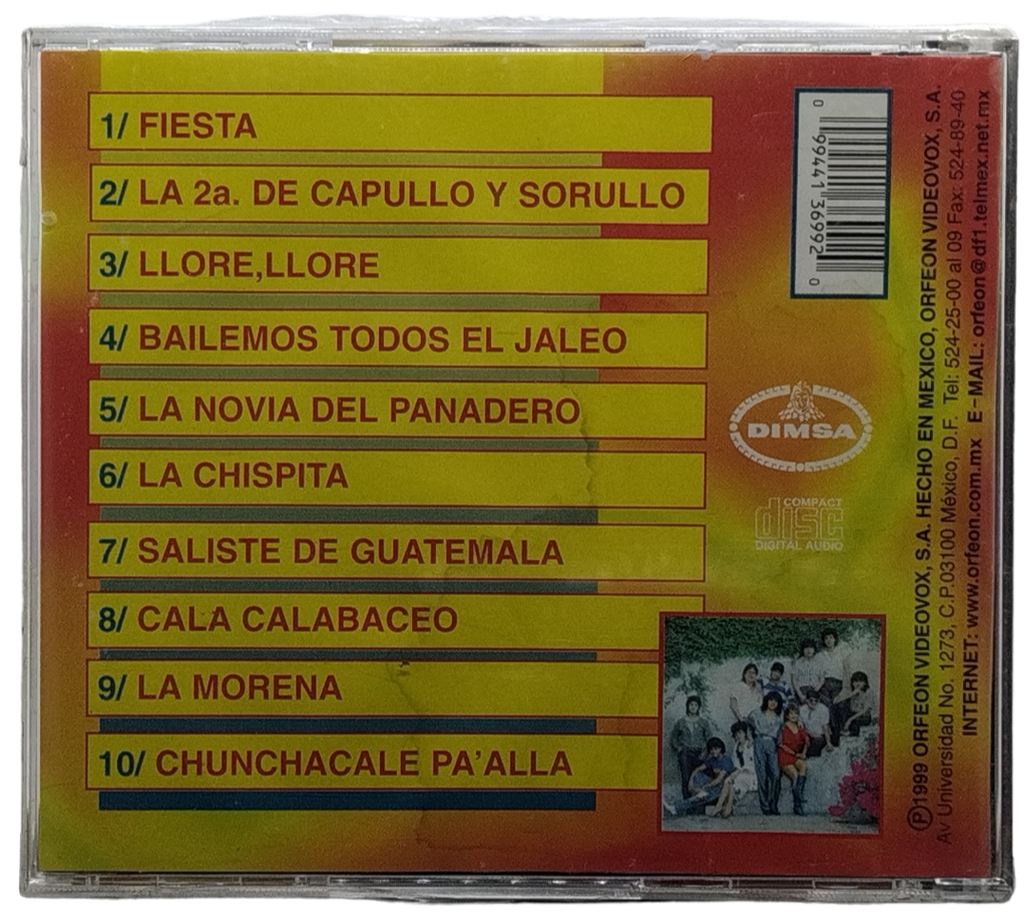 1/ FIESTA
2/ LA 2a. DE CAPULLO Y SORULLO
3/ LLORE,LLORE
4/ BAILEMOS TODOS EL JALEO
5/ LA NOVIA DEL PANADERO
6/ LA CHISPITA
7/ SALISTE DE GUATEMALA
8/ CALA CALABACEO
9/ LA MORENA
10/ CHUNCHACALE PA'ALLA
0 99441 36992 0
DIMSA
COMPACT
disc
DIGITAL AUDIO
Ⓟ1999 ORFEON VIDEOVOX, S.A. HECHO EN MEXICO, ORFEON VIDEOVOX, S.A.
Av Universidad No. 1273, C.P.03100 México, D.F. Tel: 524-25-00 al 09 Fax: 524-89-40
INTERNET: www.orfeon.com.mx E-MAIL: orfeon@df1.telmex.net.mx